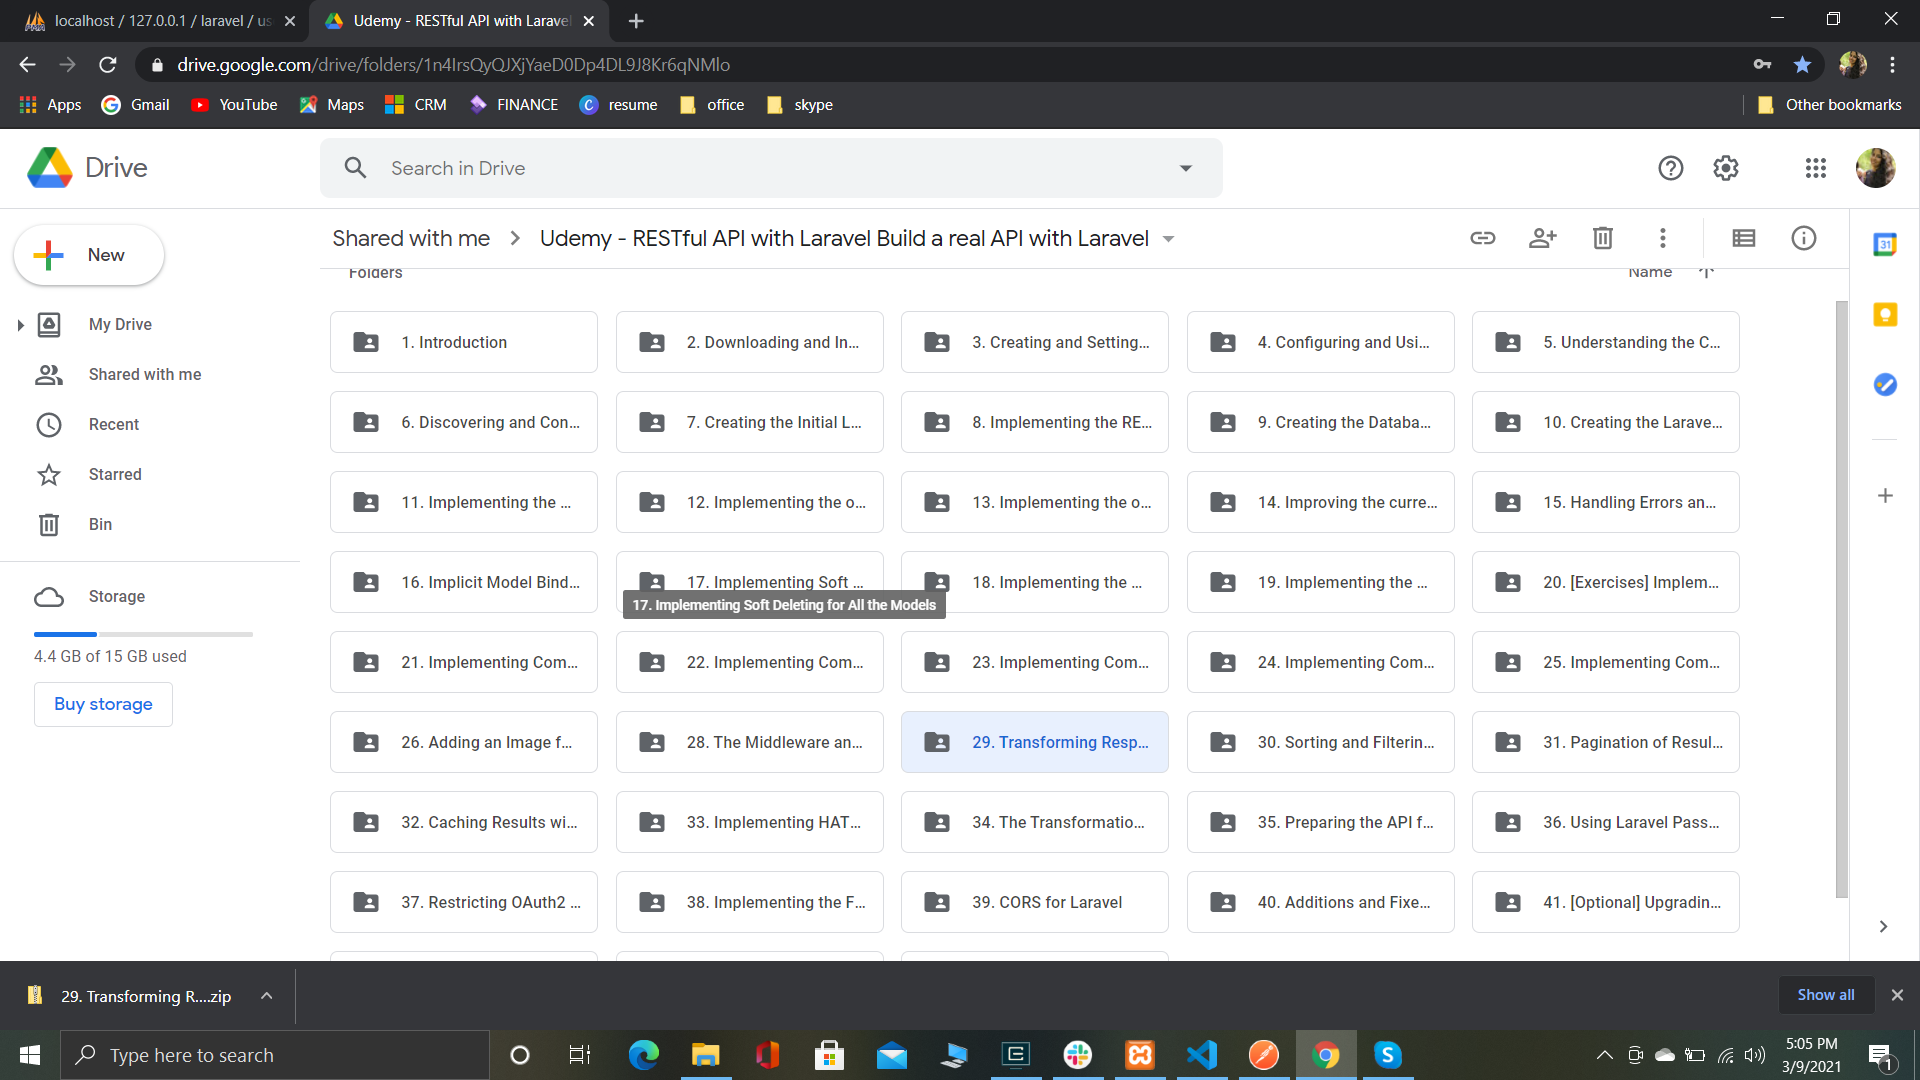 localhost / 127.0.0.1 / laravel / us
Udemy - RESTful API with Laravel
drive.google.com/drive/folders/1n4IrsQyQJXjYaeD0Dp4DL9J8Kr6qNMlo
Apps Gmail YouTube Maps CRM FINANCE resume office skype Other bookmarks
Drive
Search in Drive
New
Shared with me Udemy - RESTful API with Laravel Build a real API with Laravel
Folders Name
My Drive
Shared with me
Recent
Starred
Bin
Storage
4.4 GB of 15 GB used
Buy storage
1. Introduction
2. Downloading and In...
3. Creating and Setting...
4. Configuring and Usi...
5. Understanding the C...
6. Discovering and Con...
7. Creating the Initial L...
8. Implementing the RE...
9. Creating the Databa...
10. Creating the Larave...
11. Implementing the ...
12. Implementing the o...
13. Implementing the o...
14. Improving the curre...
15. Handling Errors an...
16. Implicit Model Bind...
17. Implementing Soft ...
18. Implementing the ...
19. Implementing the ...
20. [Exercises] Implem...
17. Implementing Soft Deleting for All the Models
21. Implementing Com...
22. Implementing Com...
23. Implementing Com...
24. Implementing Com...
25. Implementing Com...
26. Adding an Image f...
28. The Middleware an...
29. Transforming Resp...
30. Sorting and Filterin...
31. Pagination of Resul...
32. Caching Results wi...
33. Implementing HAT...
34. The Transformatio...
35. Preparing the API f...
36. Using Laravel Pass...
37. Restricting OAuth2 ...
38. Implementing the F...
39. CORS for Laravel
40. Additions and Fixe...
41. [Optional] Upgradin...
31
29. Transforming R....zip
Show all
Type here to search
5:05 PM
3/9/2021
1